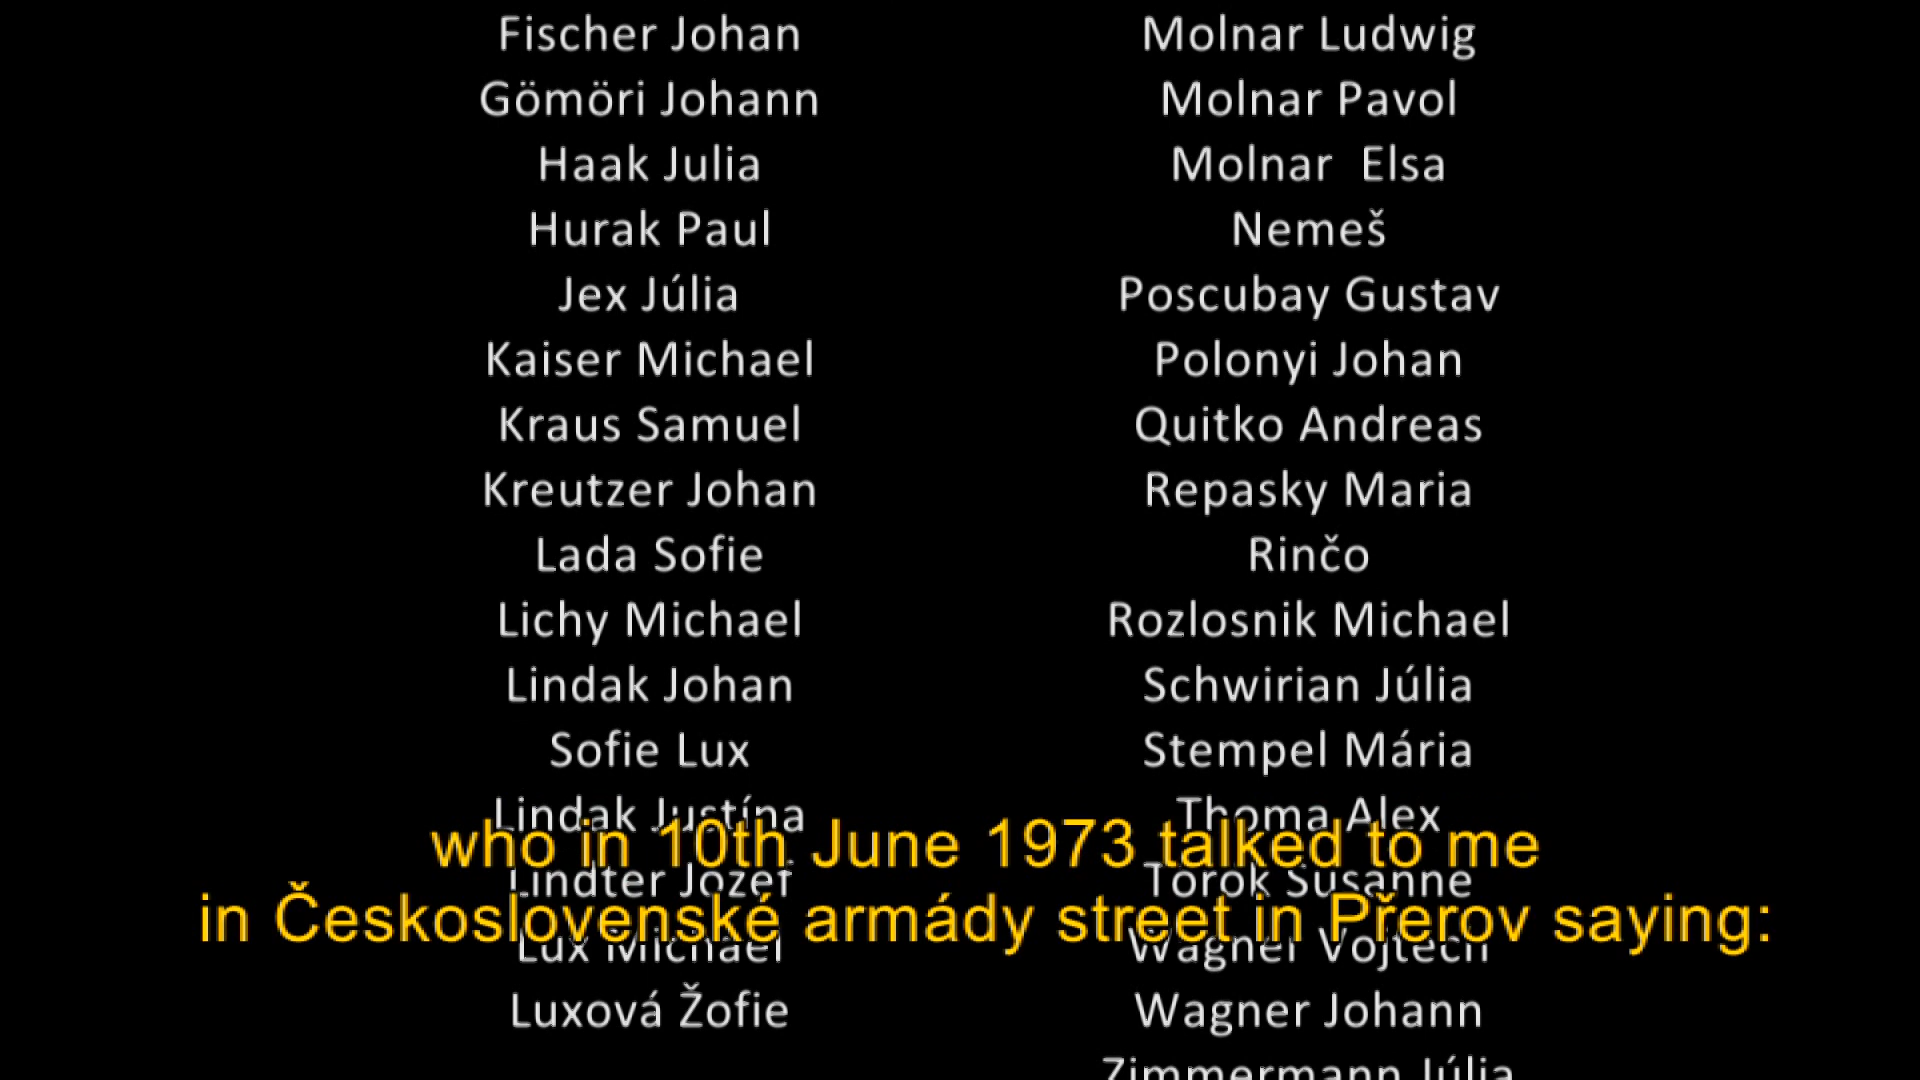 Fischer Johan
Gömöri Johann
Haak Julia
Hurak Paul
Jex Júlia
Kaiser Michael
Kraus Samuel
Kreutzer Johan
Lada Sofie
Lichy Michael
Lindak Johan
Sofie Lux
Lindak Justína
Lindter Jozef
Lux Michael
Luxová Žofie
Molnar Ludwig
Molnar Pavol
Molnar Elsa
Nemeš
Poscubay Gustav
Polonyi Johan
Quitko Andreas
Repasky Maria
Rinčo
Rozlosnik Michael
Schwirian Júlia
Stempel Mária
Thoma Alex
Török Susanne
Wagner Vojtech
Wagner Johann
Zimmermann Júlia
who in 10th June 1973 talked to me
in Československé armády street in Přerov saying: